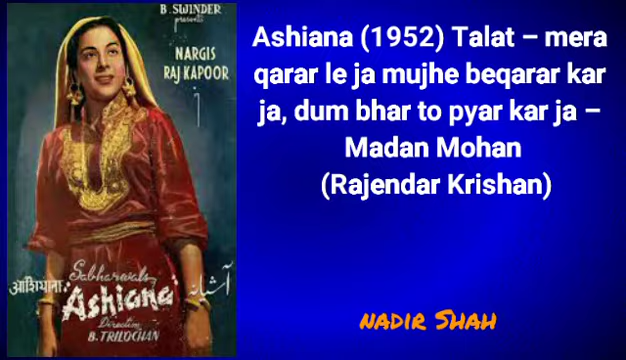 B. SWINDER
presents
NARGIS
RAJ KAPOOR
Sabharwal's
आशियाना
Ashiana
آشیانہ
Direction
B. TRILOCHAN
Ashiana (1952) Talat – mera
qarar le ja mujhe beqarar kar
ja, dum bhar to pyar kar ja –
Madan Mohan
(Rajendar Krishan)
NADIR SHAH